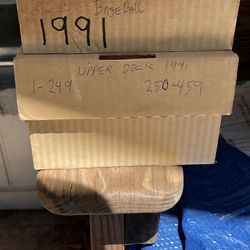 BASEBALL
1991
UPPER DECK 1991
1-249 250-459